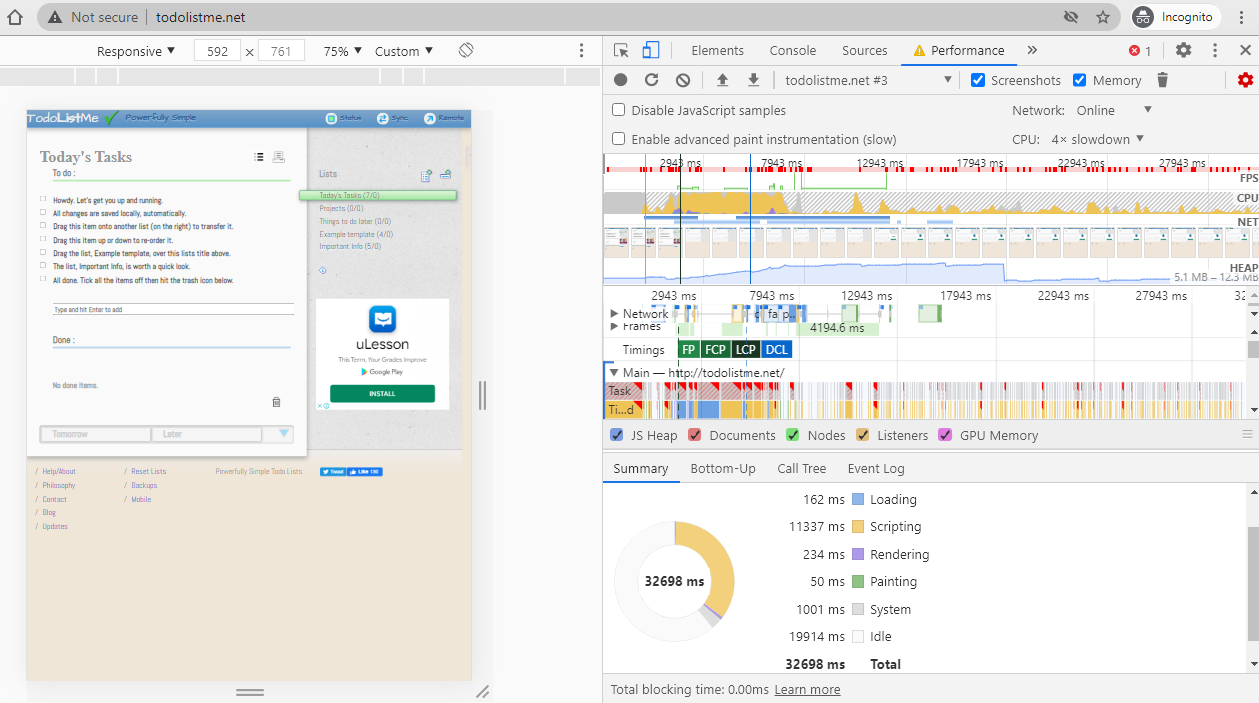 Not secure todolistme.net Incognito
Responsive 592 × 761 75% Custom
Elements Console Sources Performance » 1
todolistme.net #3 Screenshots Memory
Disable JavaScript samples Network: Online
Enable advanced paint instrumentation (slow) CPU: 4× slowdown
2943 ms 7943 ms 12943 ms 17943 ms 22943 ms 27943 ms
FPS
CPU
NET
HEAP
5.1 MB – 12.3 MB
2943 ms 7943 ms 12943 ms 17943 ms 22943 ms 27943 ms
Network
Frames 4194.6 ms
Timings FP FCP LCP DCL
Main — http://todolistme.net/
Task
Ti…d
JS Heap Documents Nodes Listeners GPU Memory
Summary Bottom-Up Call Tree Event Log
162 ms Loading
11337 ms Scripting
234 ms Rendering
50 ms Painting
1001 ms System
19914 ms Idle
32698 ms Total
32698 ms
Total blocking time: 0.00ms Learn more
TodoListMe Powerfully Simple Status Sync Remote
Today's Tasks
To do :
Howdy. Let's get you up and running.
All changes are saved locally, automatically.
Drag this item onto another list (on the right) to transfer it.
Drag this item up or down to re-order it.
Drag the list, Example template, over this lists title above.
The list, Important Info, is worth a quick look.
All done. Tick all the items off then hit the trash icon below.
Type and hit Enter to add
Done :
No done items.
Tomorrow Later
Lists
Today's Tasks (7/0)
Projects (0/0)
Things to do later (0/0)
Example template (4/0)
Important Info (5/0)
uLesson
This Term, Your Grades Improve
Google Play
INSTALL
/ Help/About / Reset Lists Powerfully Simple Todo Lists Tweet Like 130
/ Philosophy / Backups
/ Contact / Mobile
/ Blog
/ Updates